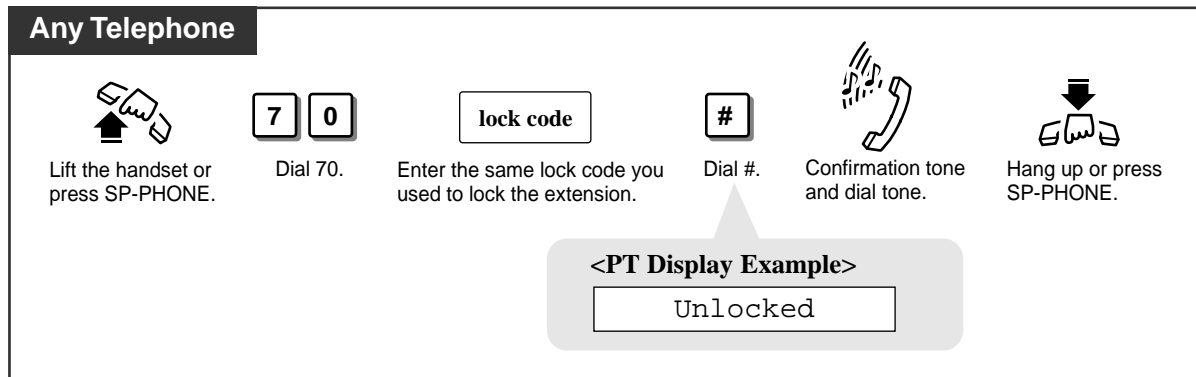 Any Telephone
7 0
lock code
#
Lift the handset or
press SP-PHONE.
Dial 70.
Enter the same lock code you
used to lock the extension.
Dial #.
Confirmation tone
and dial tone.
Hang up or press
SP-PHONE.
<PT Display Example>
Unlocked